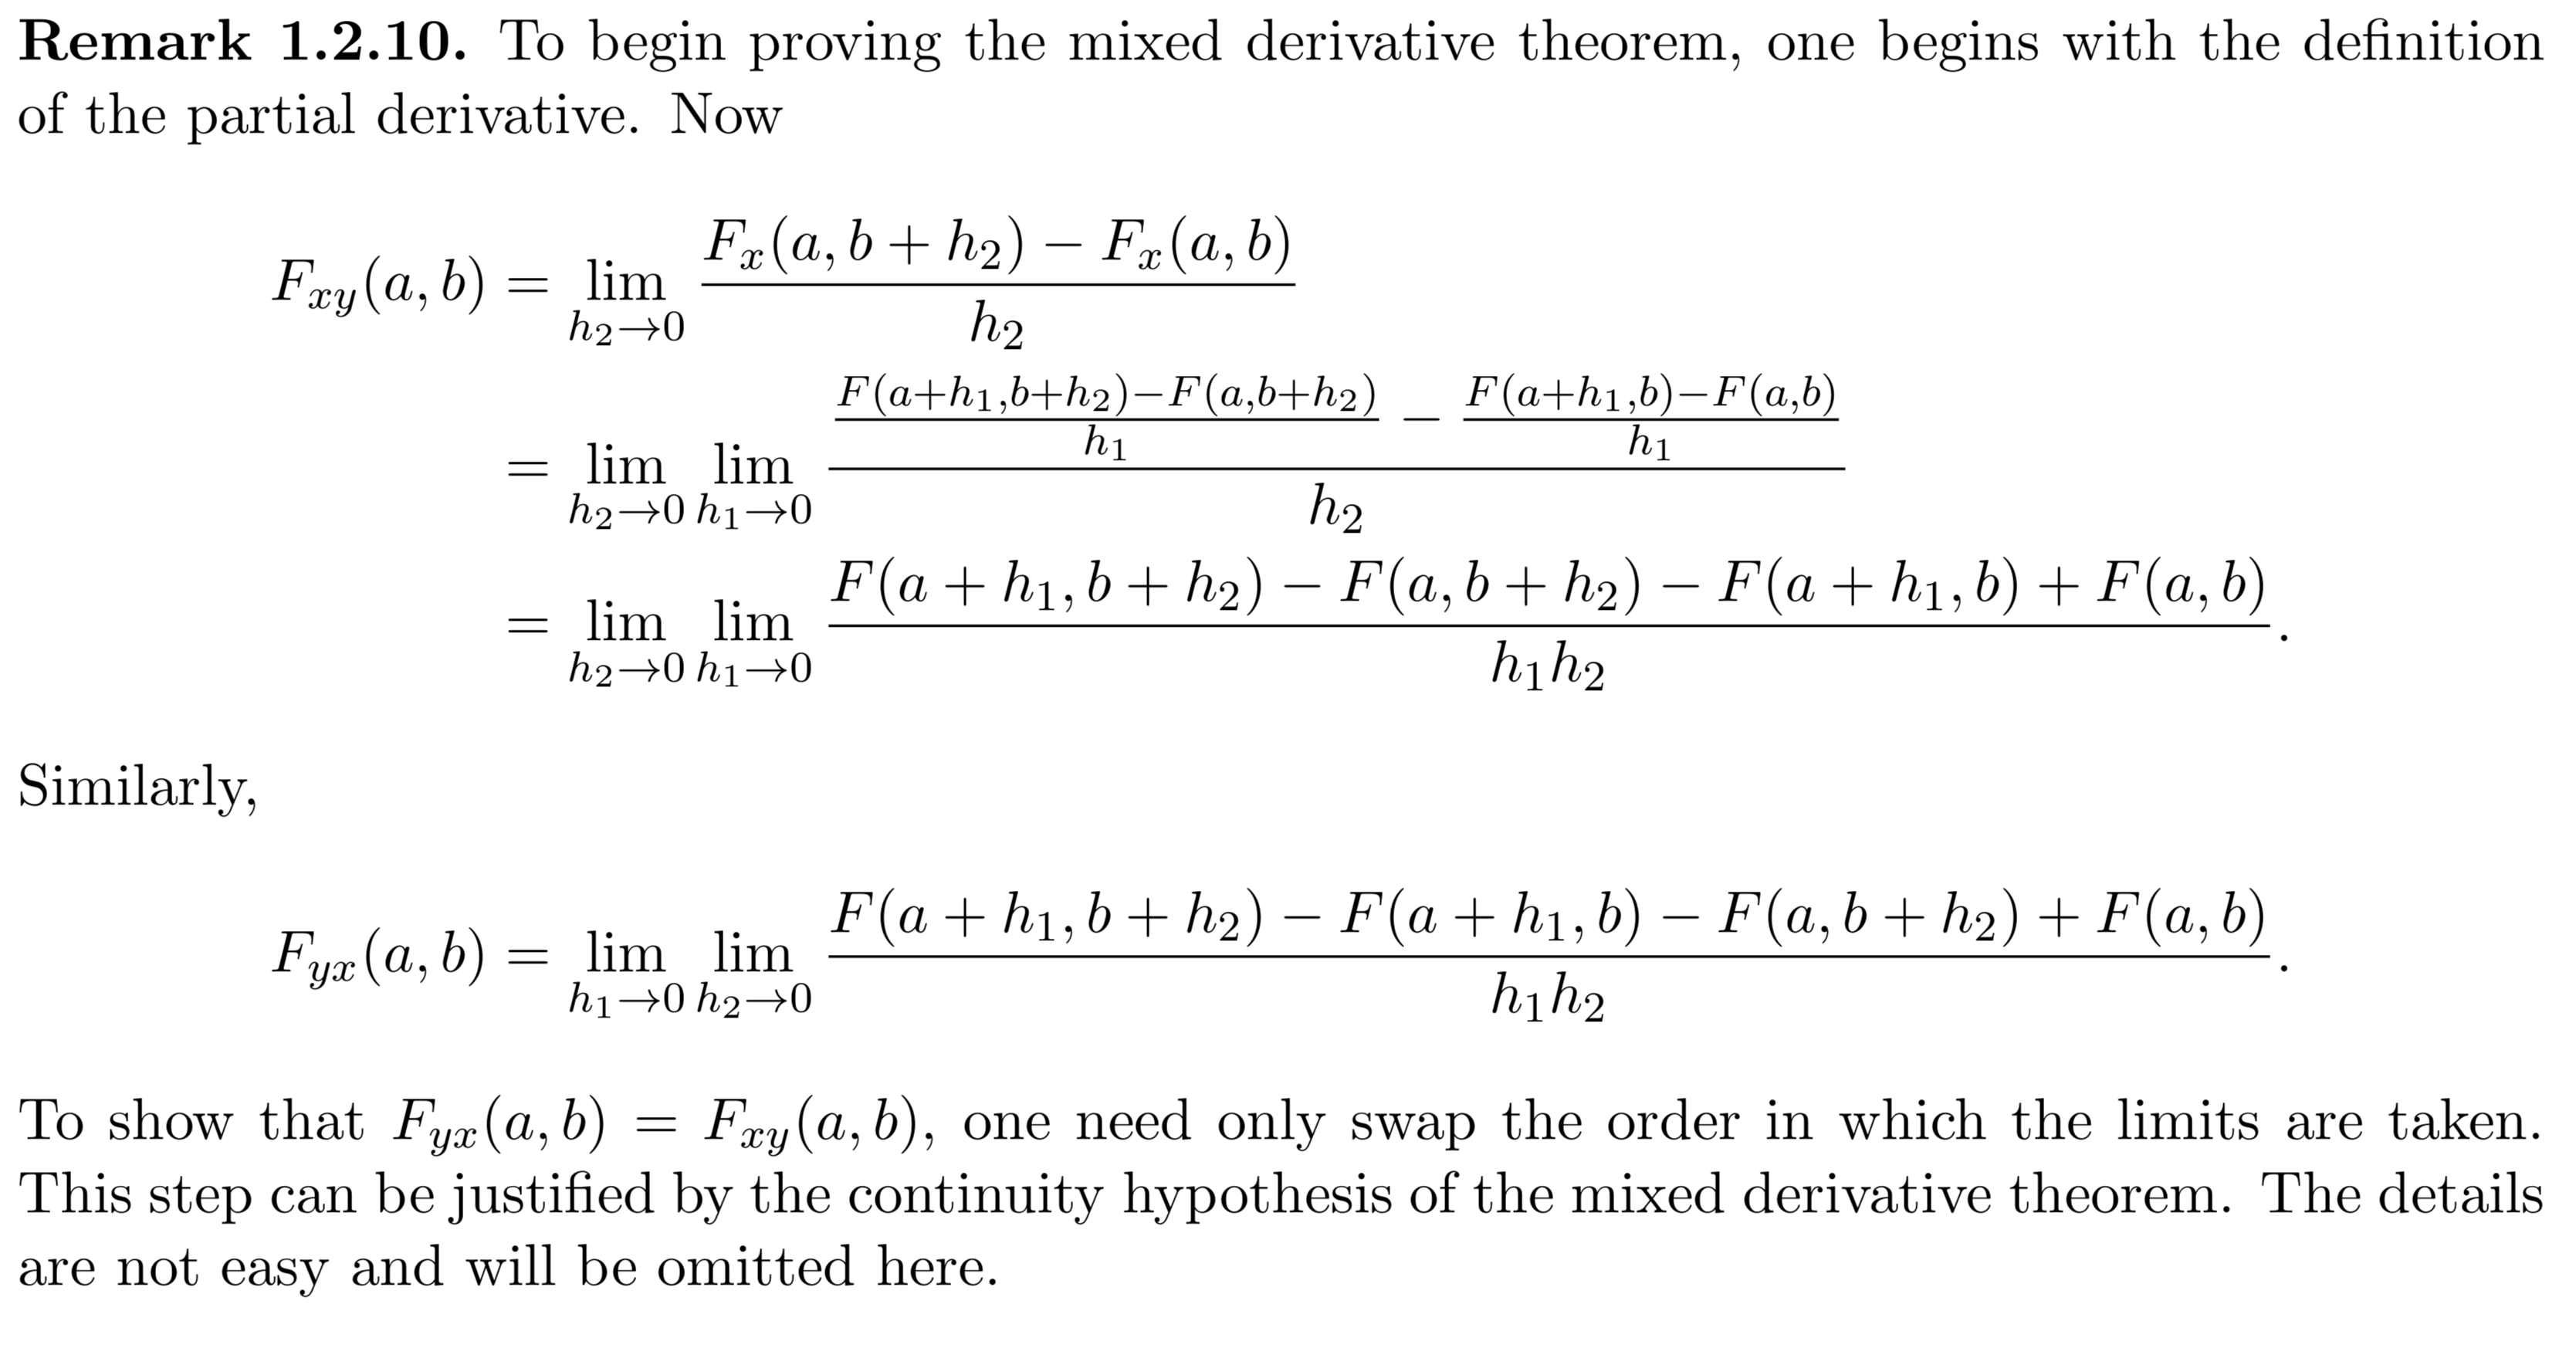 Remark 1.2.10. To begin proving the mixed derivative theorem, one begins with the definition
of the partial derivative. Now
$F_{xy}(a, b) = \lim_{h_2 \to 0} \frac{F_x(a, b + h_2) - F_x(a, b)}{h_2}$
$= \lim_{h_2 \to 0} \lim_{h_1 \to 0} \frac{\frac{F(a+h_1,b+h_2)-F(a,b+h_2)}{h_1} - \frac{F(a+h_1,b)-F(a,b)}{h_1}}{h_2}$
$= \lim_{h_2 \to 0} \lim_{h_1 \to 0} \frac{F(a + h_1, b + h_2) - F(a, b + h_2) - F(a + h_1, b) + F(a, b)}{h_1 h_2}.$
Similarly,
$F_{yx}(a, b) = \lim_{h_1 \to 0} \lim_{h_2 \to 0} \frac{F(a + h_1, b + h_2) - F(a + h_1, b) - F(a, b + h_2) + F(a, b)}{h_1 h_2}.$
To show that $F_{yx}(a, b) = F_{xy}(a, b)$, one need only swap the order in which the limits are taken.
This step can be justified by the continuity hypothesis of the mixed derivative theorem. The details
are not easy and will be omitted here.